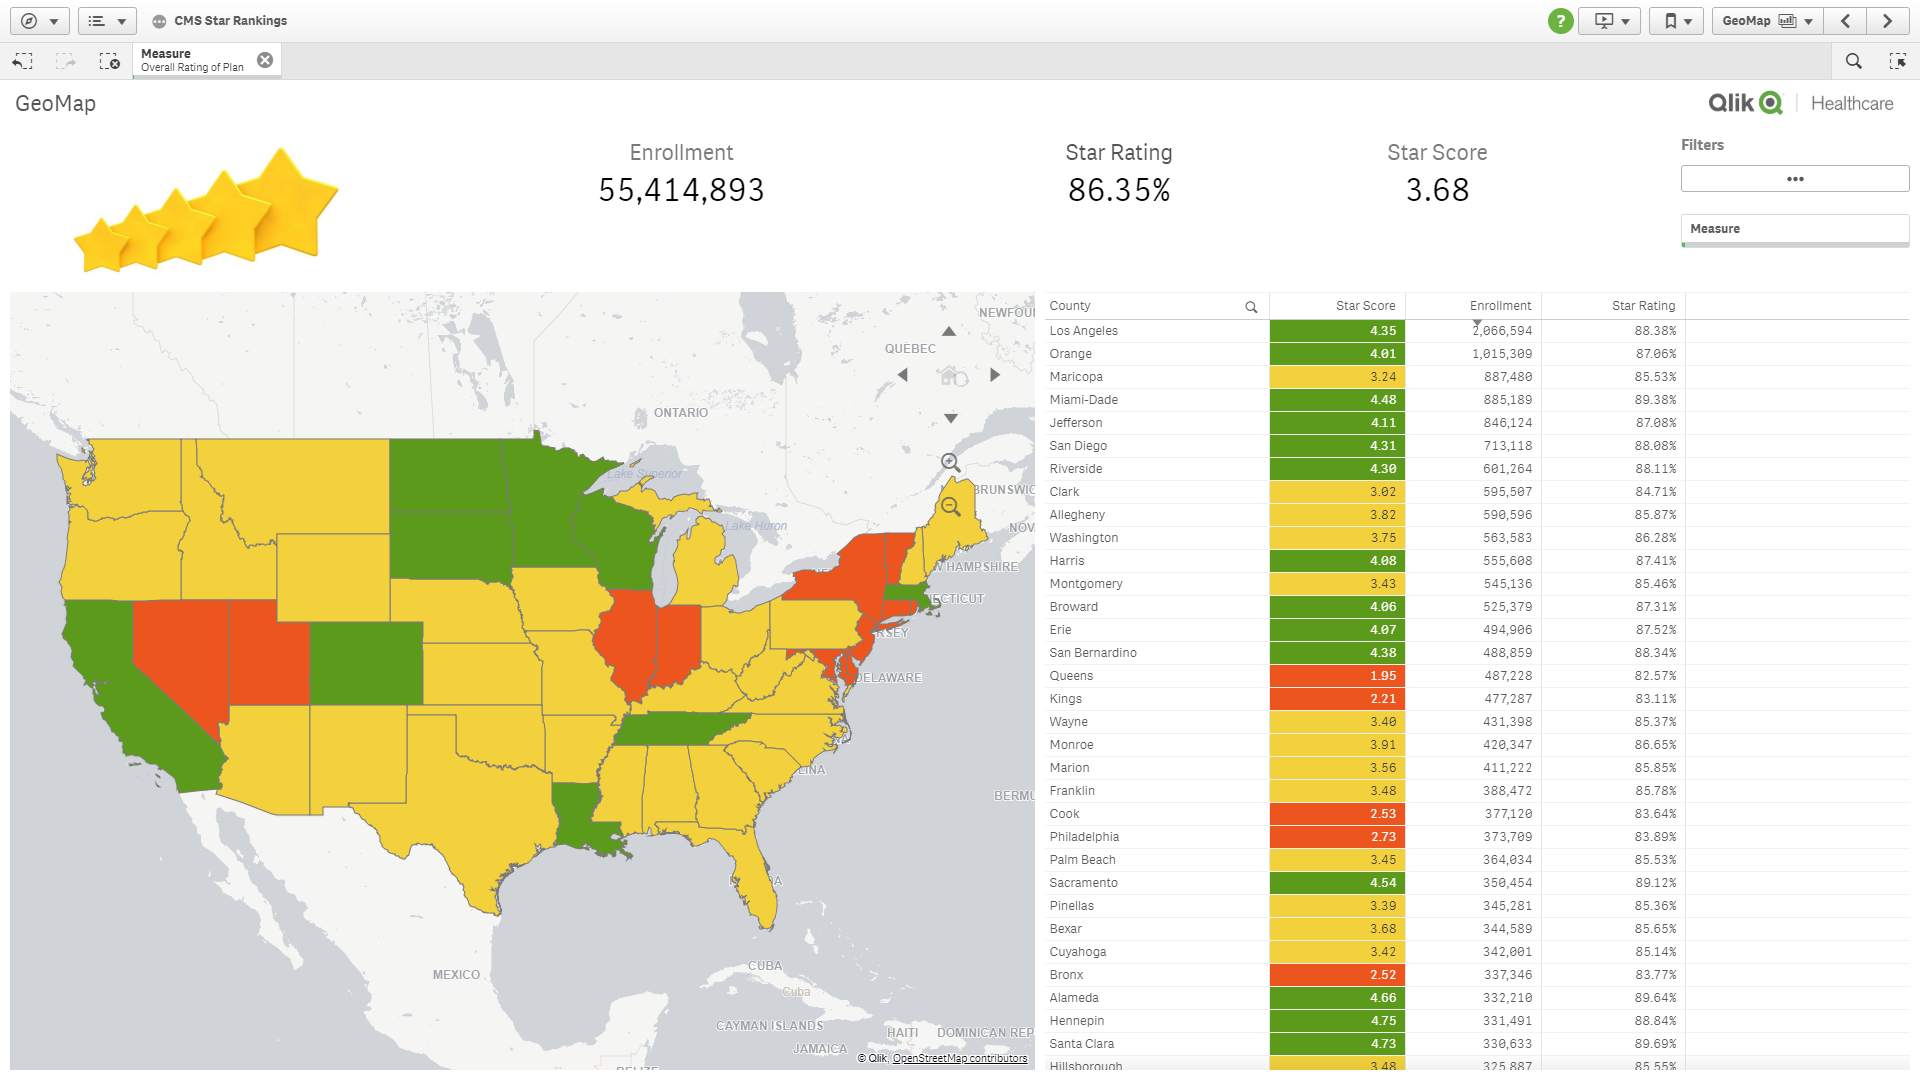 CMS Star Rankings
?
GeoMap
Measure
Overall Rating of Plan
GeoMap
Qlik Healthcare
Enrollment
55,414,893
Star Rating
86.35%
Star Score
3.68
Filters
•••
Measure
NEWFOU
QUÉBEC
ONTARIO
Lake Superior
BRUNSWIC
Lake Huron
NOV
W HAMPSHIRE
ECTICUT
RSEY
DELAWARE
LINA
BERMU
MEXICO
CUBA
Cuba
CAYMAN ISLANDS
HAITI
DOMINICAN REP
JAMAICA
BELIZE
© Qlik, OpenStreetMap contributors
County Star Score Enrollment Star Rating
Los Angeles 4.35 2,066,594 88.38%
Orange 4.01 1,015,309 87.06%
Maricopa 3.24 887,480 85.53%
Miami-Dade 4.48 885,189 89.38%
Jefferson 4.11 846,124 87.08%
San Diego 4.31 713,118 88.08%
Riverside 4.30 601,264 88.11%
Clark 3.02 595,507 84.71%
Allegheny 3.82 590,596 85.87%
Washington 3.75 563,583 86.28%
Harris 4.08 555,608 87.41%
Montgomery 3.43 545,136 85.46%
Broward 4.06 525,379 87.31%
Erie 4.07 494,906 87.52%
San Bernardino 4.38 488,859 88.34%
Queens 1.95 487,228 82.57%
Kings 2.21 477,287 83.11%
Wayne 3.40 431,398 85.37%
Monroe 3.91 420,347 86.65%
Marion 3.56 411,222 85.85%
Franklin 3.48 388,472 85.78%
Cook 2.53 377,120 83.64%
Philadelphia 2.73 373,709 83.89%
Palm Beach 3.45 364,034 85.53%
Sacramento 4.54 350,454 89.12%
Pinellas 3.39 345,281 85.36%
Bexar 3.68 344,589 85.65%
Cuyahoga 3.42 342,001 85.14%
Bronx 2.52 337,346 83.77%
Alameda 4.66 332,210 89.64%
Hennepin 4.75 331,491 88.84%
Santa Clara 4.73 330,633 89.69%
Hillsborough 3.48 325,887 85.55%